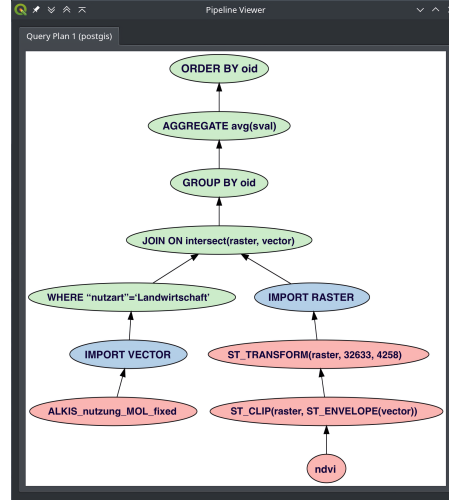 Pipeline Viewer
Query Plan 1 (postgis)
ORDER BY oid
AGGREGATE avg(sval)
GROUP BY oid
JOIN ON intersect(raster, vector)
WHERE “nutzart”=‘Landwirtschaft’
IMPORT RASTER
IMPORT VECTOR
ST_TRANSFORM(raster, 32633, 4258)
ALKIS_nutzung_MOL_fixed
ST_CLIP(raster, ST_ENVELOPE(vector))
ndvi